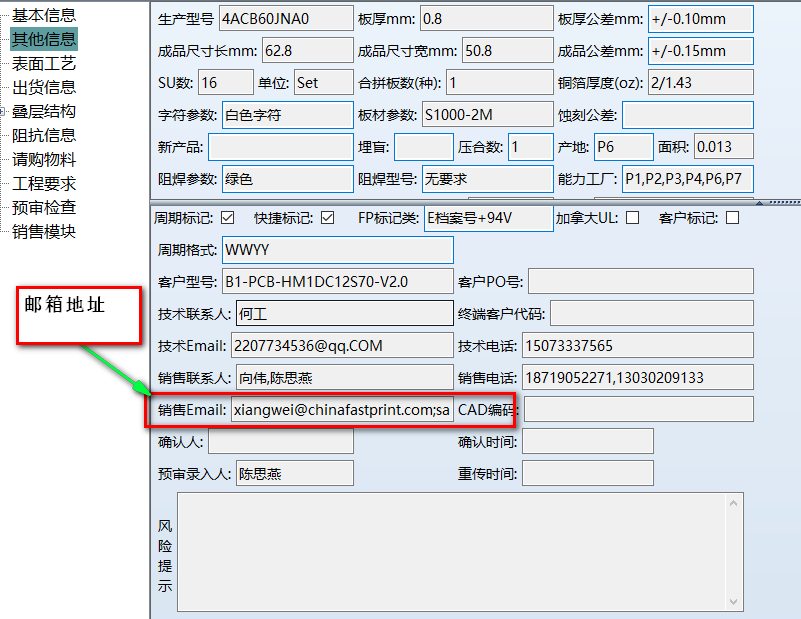 基本信息
其他信息
表面工艺
出货信息
叠层结构
阻抗信息
请购物料
工程要求
预审检查
销售模块
邮箱地址
生产型号 4ACB60JNA0 板厚mm: 0.8 板厚公差mm: +/-0.10mm
成品尺寸长mm: 62.8 成品尺寸宽mm: 50.8 成品公差mm: +/-0.15mm
SU数: 16 单位: Set 合拼板数(种): 1 铜箔厚度(oz): 2/1.43
字符参数: 白色字符 板材参数: S1000-2M 蚀刻公差:
新产品: 埋盲: 压合数: 1 产地: P6 面积: 0.013
阻焊参数: 绿色 阻焊型号: 无要求 能力工厂: P1,P2,P3,P4,P6,P7
周期标记: 快捷标记: FP标记类: E档案号+94V 加拿大UL: 客户标记:
周期格式: WWYY
客户型号: B1-PCB-HM1DC12S70-V2.0 客户PO号:
技术联系人: 何工 终端客户代码:
技术Email: 2207734536@qq.COM 技术电话: 15073337565
销售联系人: 向伟,陈思燕 销售电话: 18719052271,13030209133
销售Email: xiangwei@chinafastprint.com;sa CAD编码:
确认人: 确认时间:
预审录入人: 陈思燕 重传时间:
风险提示